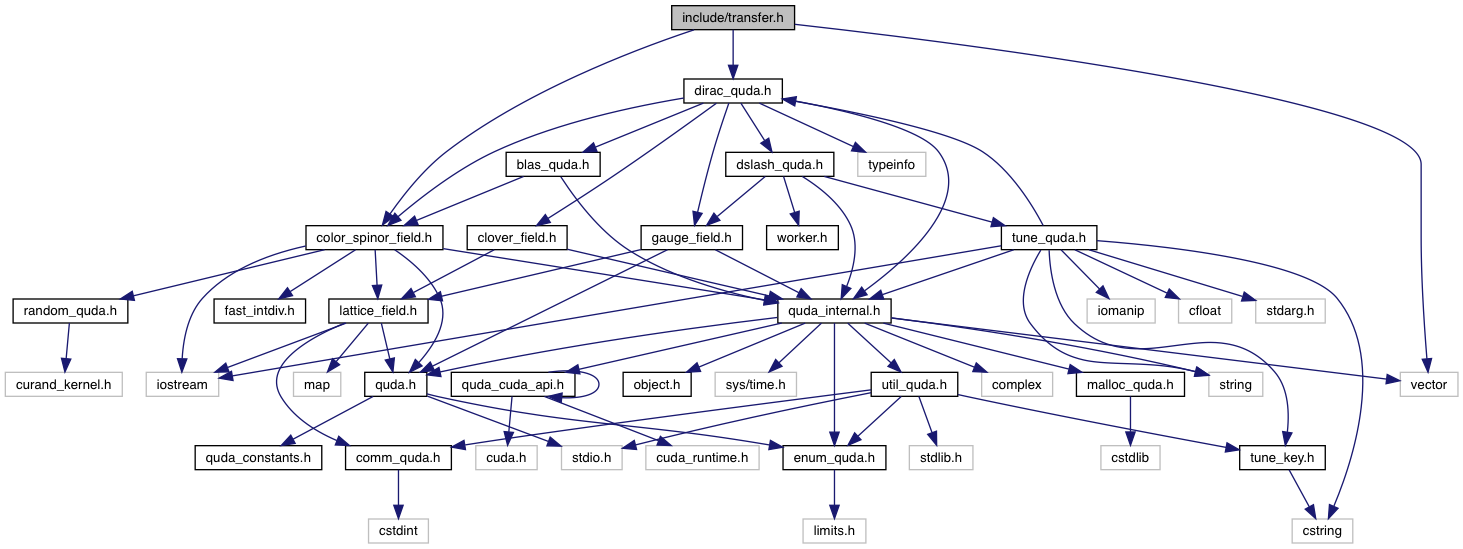 include/transfer.h
dirac_quda.h
blas_quda.h
dslash_quda.h
typeinfo
color_spinor_field.h
clover_field.h
gauge_field.h
worker.h
tune_quda.h
random_quda.h
fast_intdiv.h
lattice_field.h
quda_internal.h
iomanip
cfloat
stdarg.h
curand_kernel.h
iostream
map
quda.h
quda_cuda_api.h
object.h
sys/time.h
util_quda.h
complex
malloc_quda.h
string
vector
quda_constants.h
comm_quda.h
cuda.h
stdio.h
cuda_runtime.h
enum_quda.h
stdlib.h
cstdlib
tune_key.h
cstdint
limits.h
cstring